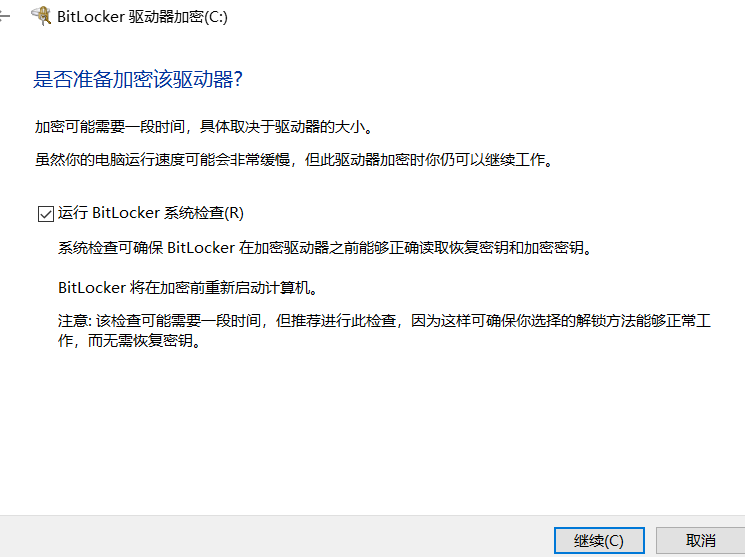 BitLocker 驱动器加密(C:)
是否准备加密该驱动器?
加密可能需要一段时间，具体取决于驱动器的大小。
虽然你的电脑运行速度可能会非常缓慢，但此驱动器加密时你仍可以继续工作。
运行 BitLocker 系统检查(R)
系统检查可确保 BitLocker 在加密驱动器之前能够正确读取恢复密钥和加密密钥。
BitLocker 将在加密前重新启动计算机。
注意: 该检查可能需要一段时间，但推荐进行此检查，因为这样可确保你选择的解锁方法能够正常工
作，而无需恢复密钥。
继续(C)
取消